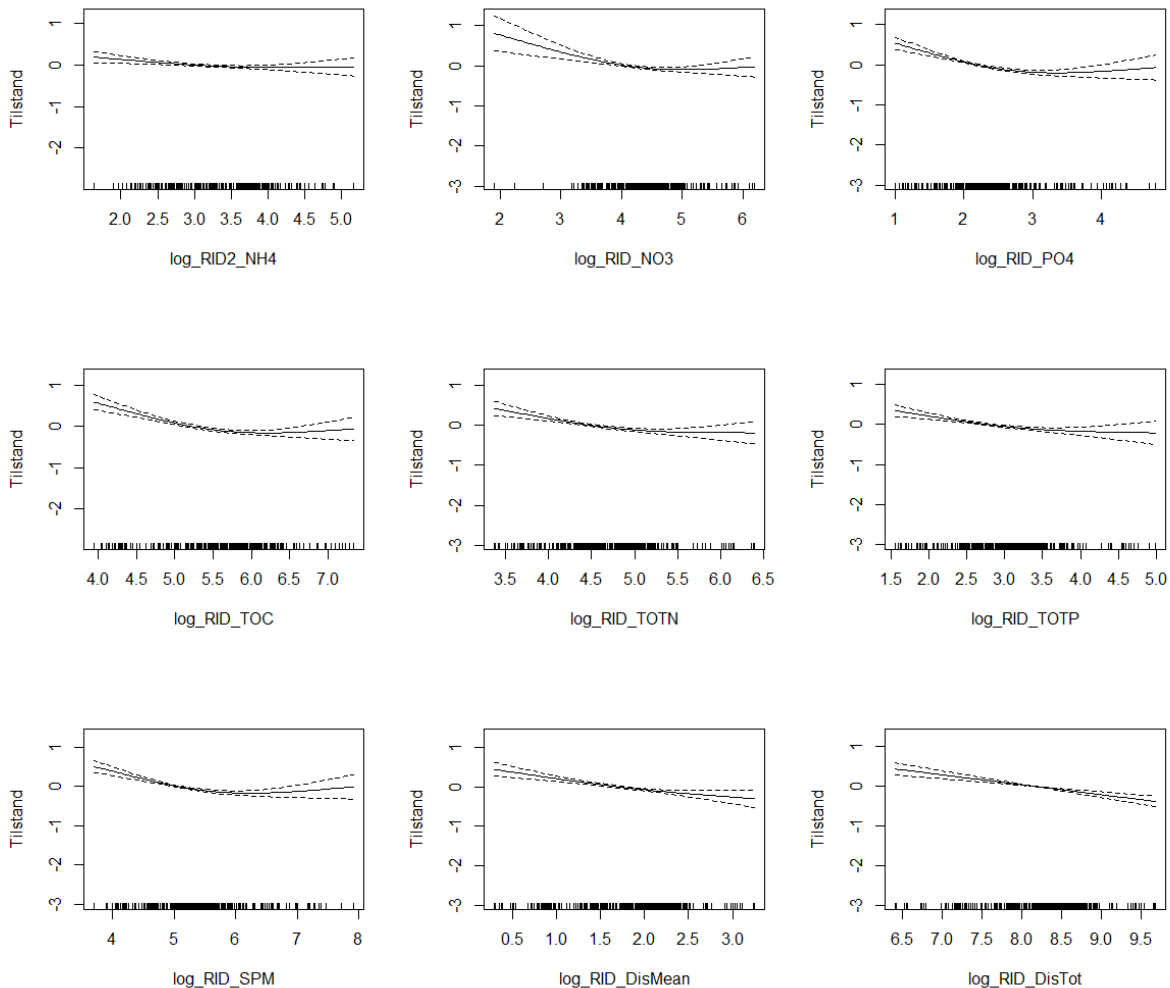 1
0
-1
-2
Tilstand
2.0 2.5 3.0 3.5 4.0 4.5 5.0
log_RID2_NH4
1
0
-1
-2
-3
Tilstand
2 3 4 5 6
log_RID_NO3
1
0
-1
-2
-3
Tilstand
1 2 3 4
log_RID_PO4
1
0
-1
-2
Tilstand
4.0 4.5 5.0 5.5 6.0 6.5 7.0
log_RID_TOC
1
0
-1
-2
-3
Tilstand
3.5 4.0 4.5 5.0 5.5 6.0 6.5
log_RID_TOTN
1
0
-1
-2
-3
Tilstand
1.5 2.0 2.5 3.0 3.5 4.0 4.5 5.0
log_RID_TOTP
1
0
-1
-2
-3
Tilstand
4 5 6 7 8
log_RID_SPM
1
0
-1
-2
-3
Tilstand
0.5 1.0 1.5 2.0 2.5 3.0
log_RID_DisMean
1
0
-1
-2
-3
Tilstand
6.5 7.0 7.5 8.0 8.5 9.0 9.5
log_RID_DisTot